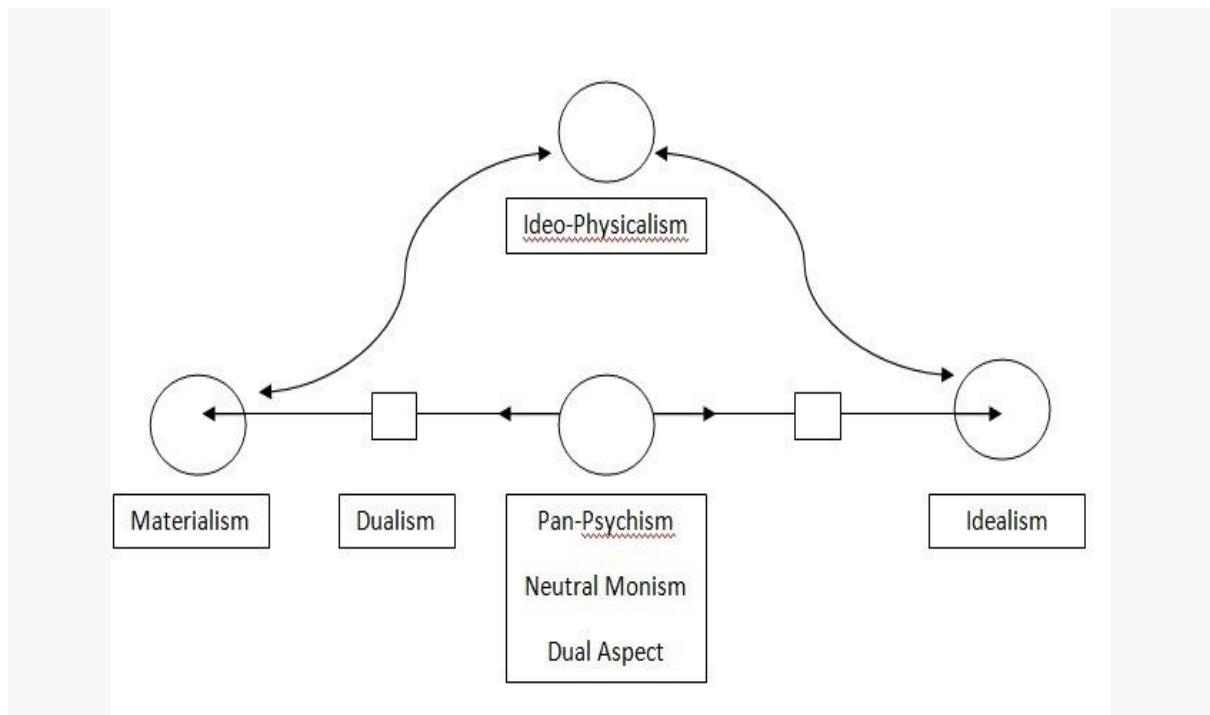 Ideo-Physicalism
Materialism
Dualism
Pan-Psychism
Neutral Monism
Dual Aspect
Idealism